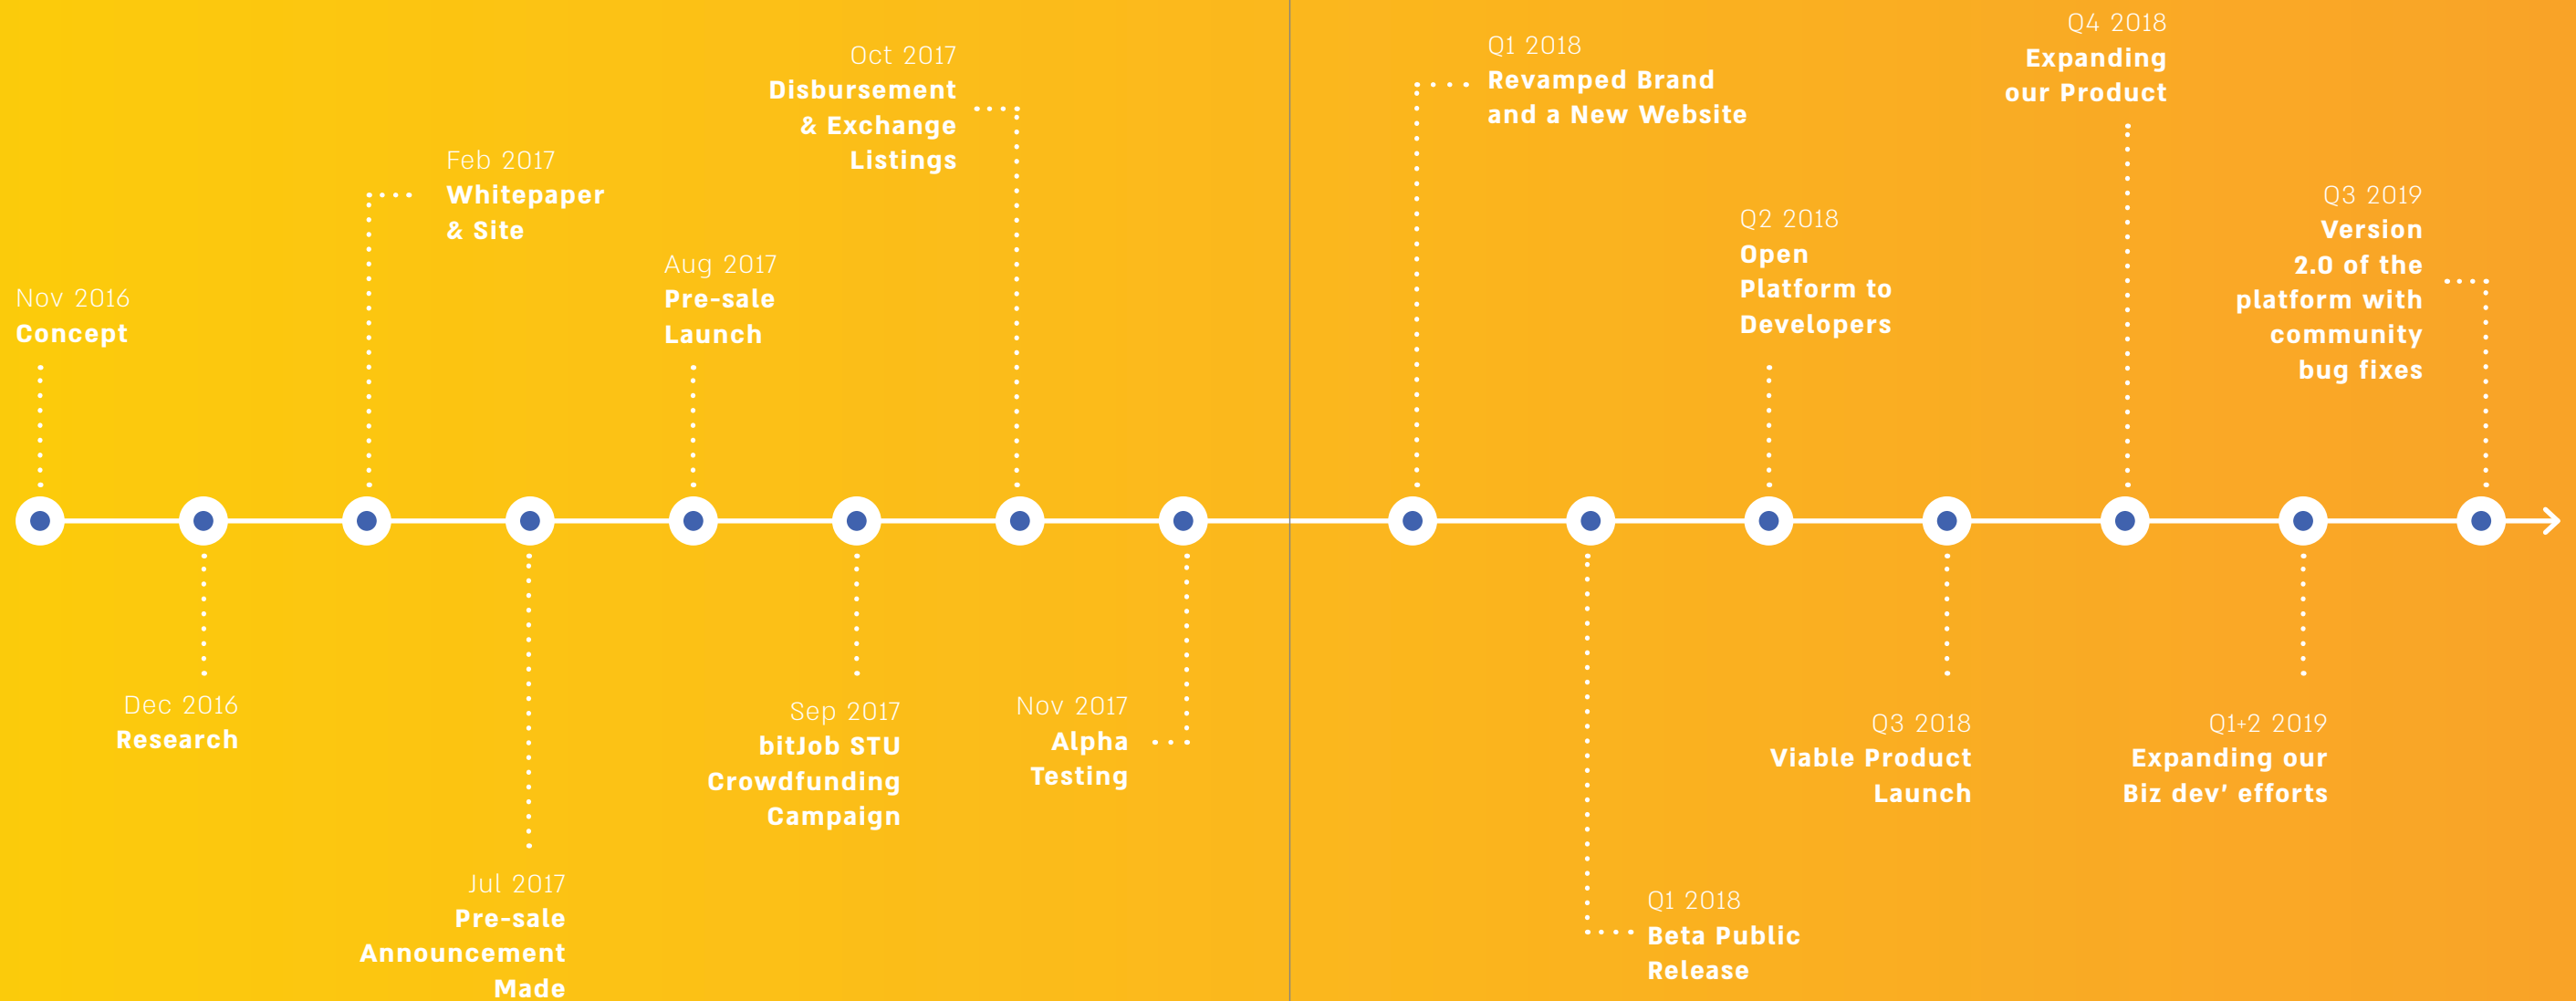 Nov 2016
Concept
Dec 2016
Research
Feb 2017
Whitepaper
& Site
Jul 2017
Pre-sale
Announcement
Made
Aug 2017
Pre-sale
Launch
Sep 2017
bitJob STU
Crowdfunding
Campaign
Oct 2017
Disbursement
& Exchange
Listings
Nov 2017
Alpha
Testing
Q1 2018
Revamped Brand
and a New Website
Q1 2018
Beta Public
Release
Q2 2018
Open
Platform to
Developers
Q3 2018
Viable Product
Launch
Q4 2018
Expanding
our Product
Q1+2 2019
Expanding our
Biz dev’ efforts
Q3 2019
Version
2.0 of the
platform with
community
bug fixes